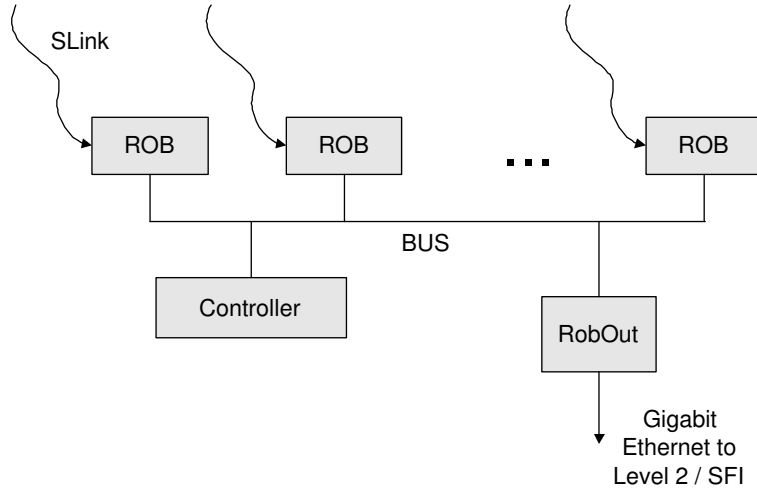 SLink
ROB
ROB
ROB
BUS
Controller
RobOut
Gigabit
Ethernet to
Level 2 / SFI